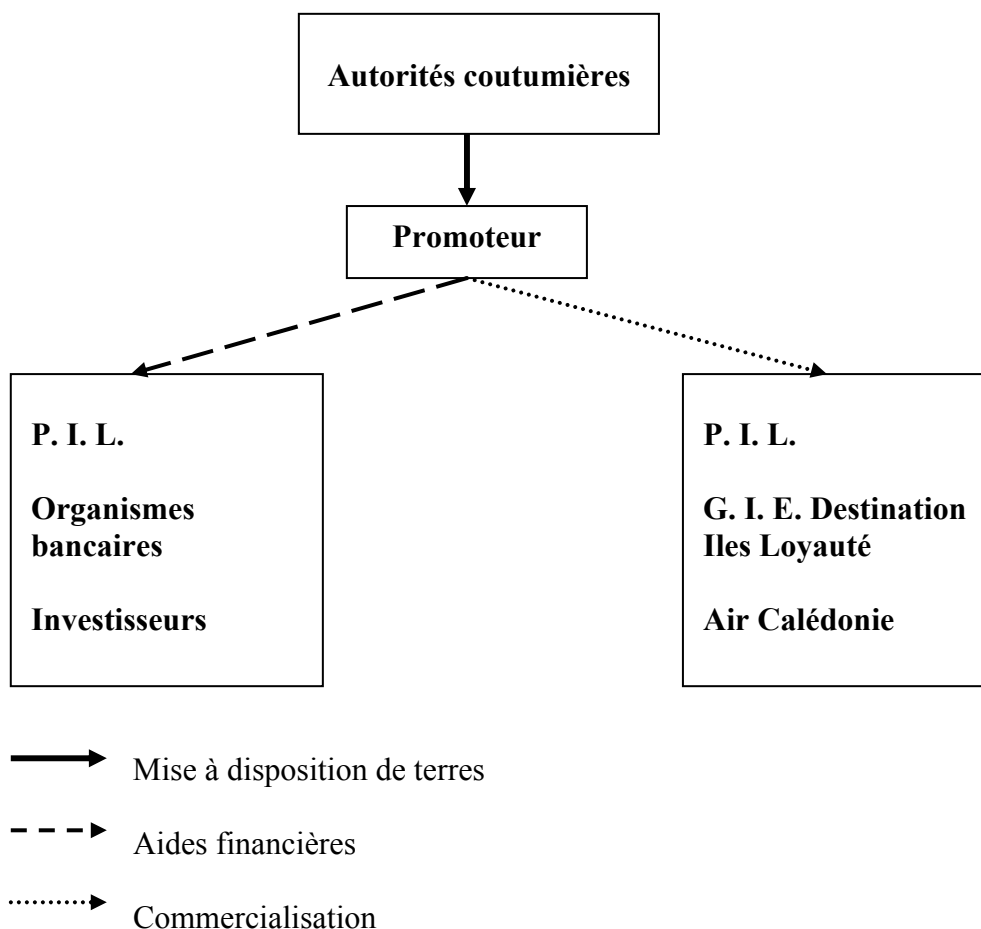 Autorités coutumières
Promoteur
P. I. L.
Organismes
bancaires
Investisseurs
P. I. L.
G. I. E. Destination
Iles Loyauté
Air Calédonie
Mise à disposition de terres
Aides financières
Commercialisation